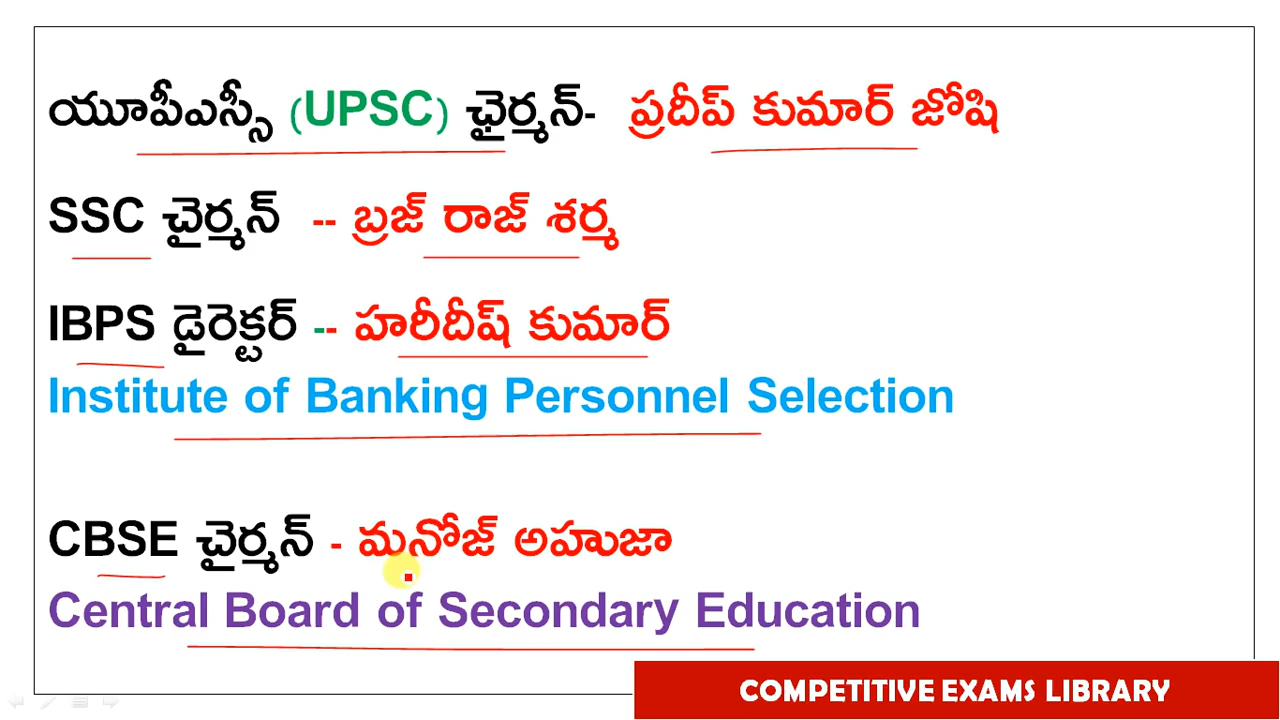 యూపీఎస్సీ (UPSC) ఛైర్మన్- ప్రదీప్ కుమార్ జోషి
SSC చైర్మన్ -- బ్రజ్ రాజ్ శర్మ
IBPS డైరెక్టర్ -- హరీదీష్ కుమార్
Institute of Banking Personnel Selection
CBSE చైర్మన్ - మనోజ్ అహుజా
Central Board of Secondary Education
COMPETITIVE EXAMS LIBRARY